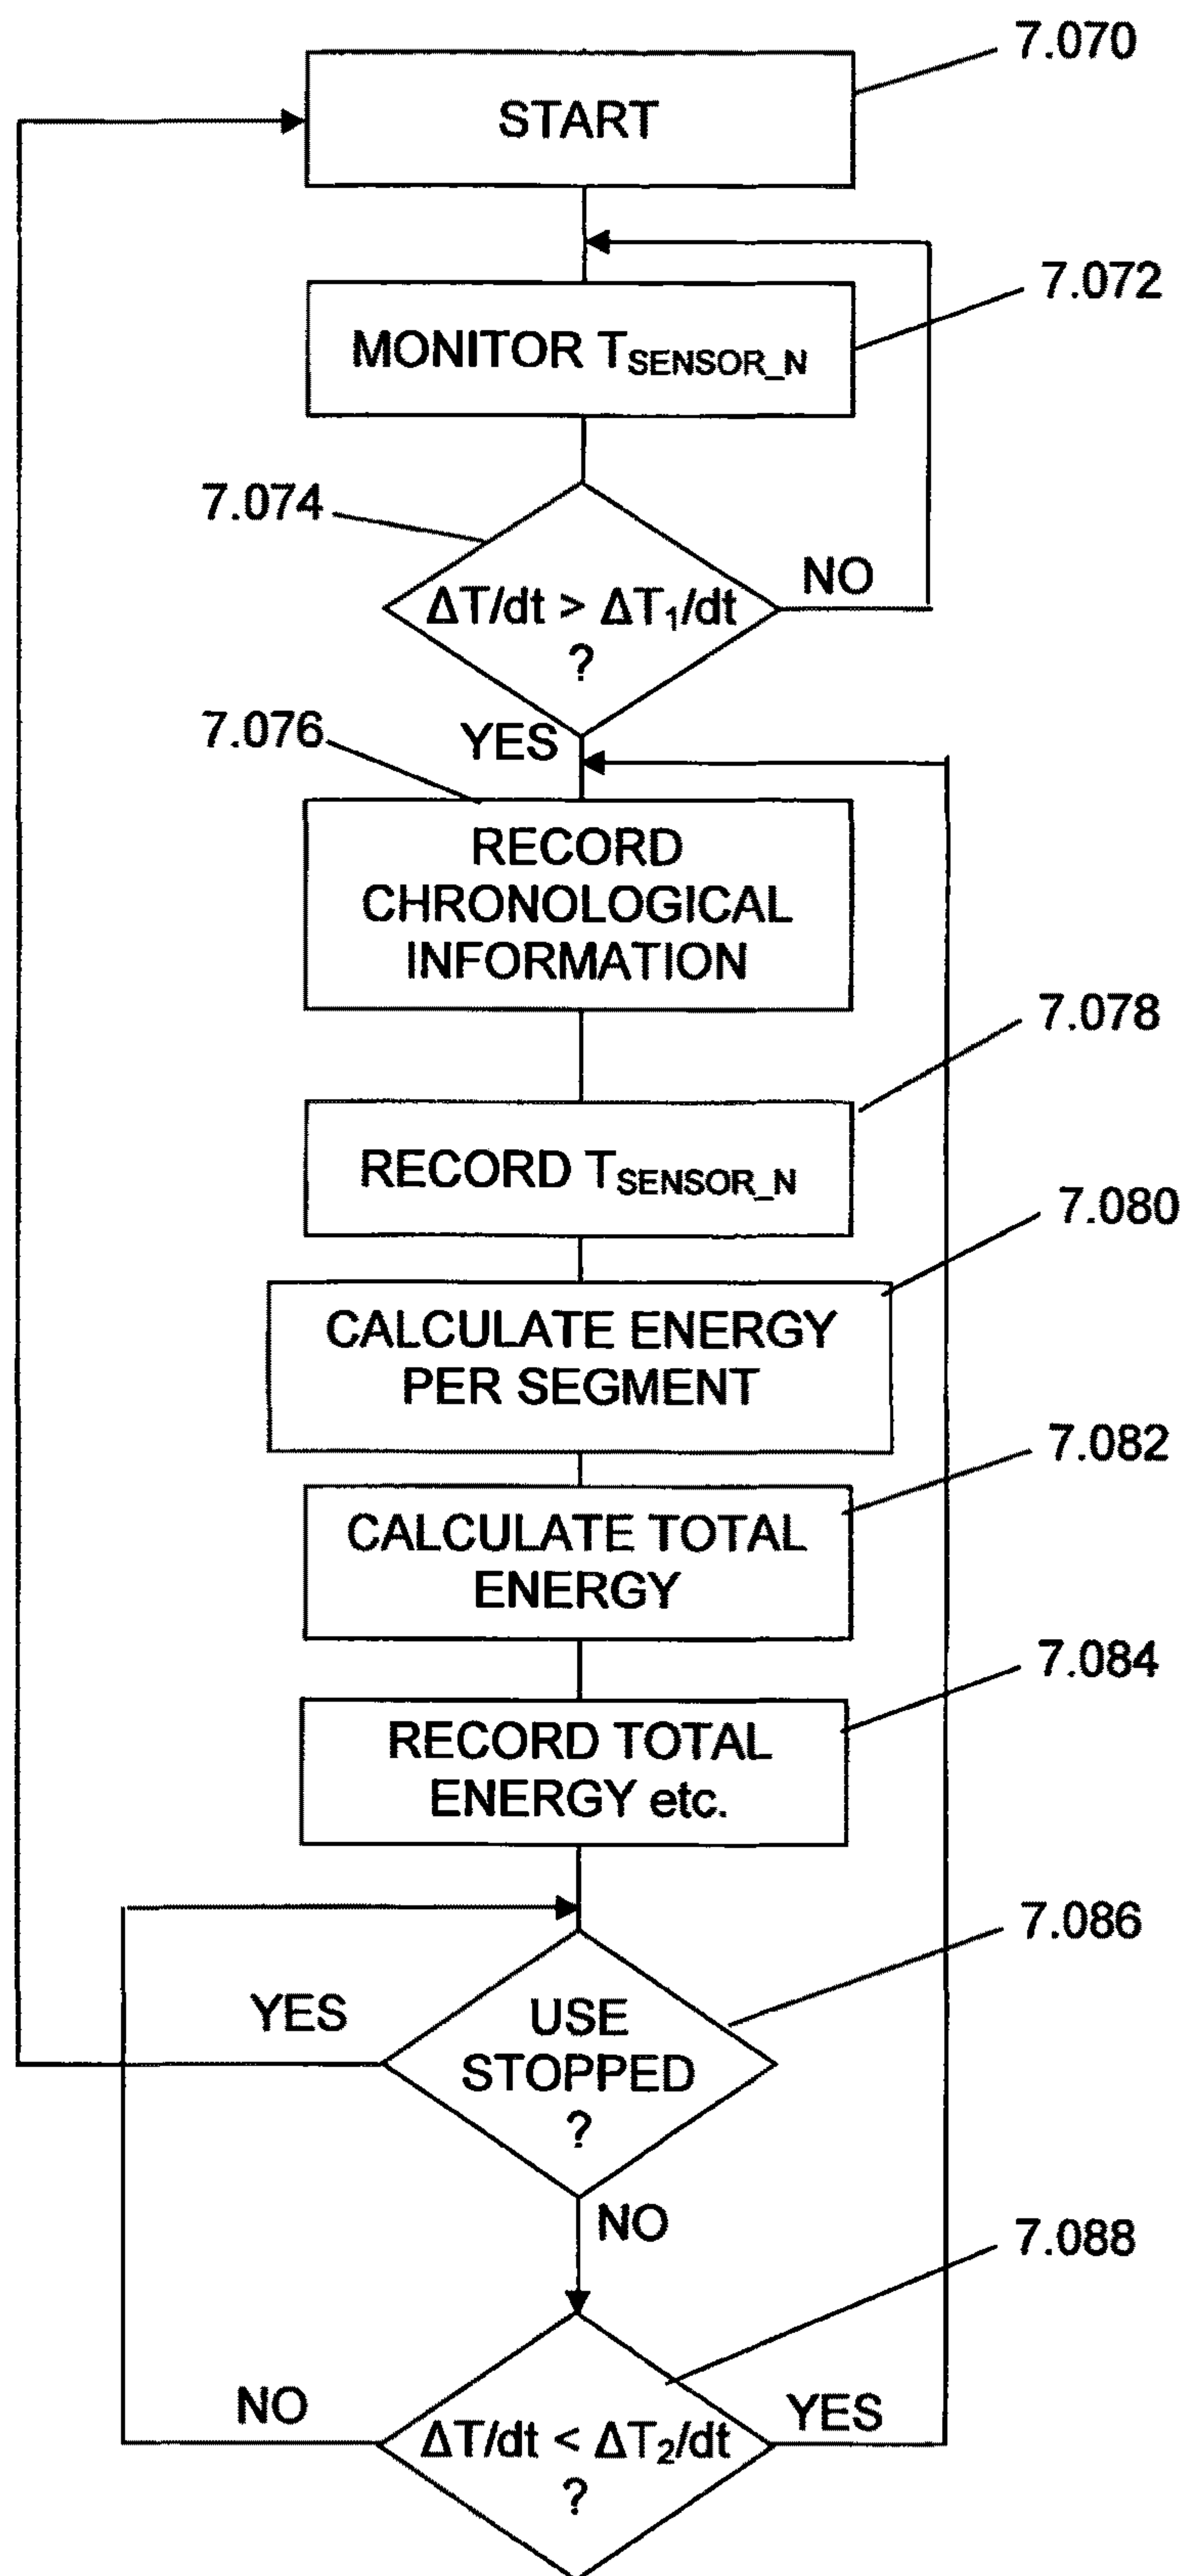 7.070
START
7.072
MONITOR T_SENSOR_N
7.074
NO
ΔT/dt > ΔT₁/dt
?
7.076
YES
RECORD
CHRONOLOGICAL
INFORMATION
7.078
RECORD T_SENSOR_N
7.080
CALCULATE ENERGY
PER SEGMENT
7.082
CALCULATE TOTAL
ENERGY
7.084
RECORD TOTAL
ENERGY etc.
7.086
YES
USE
STOPPED
?
NO
7.088
NO
YES
ΔT/dt < ΔT₂/dt
?